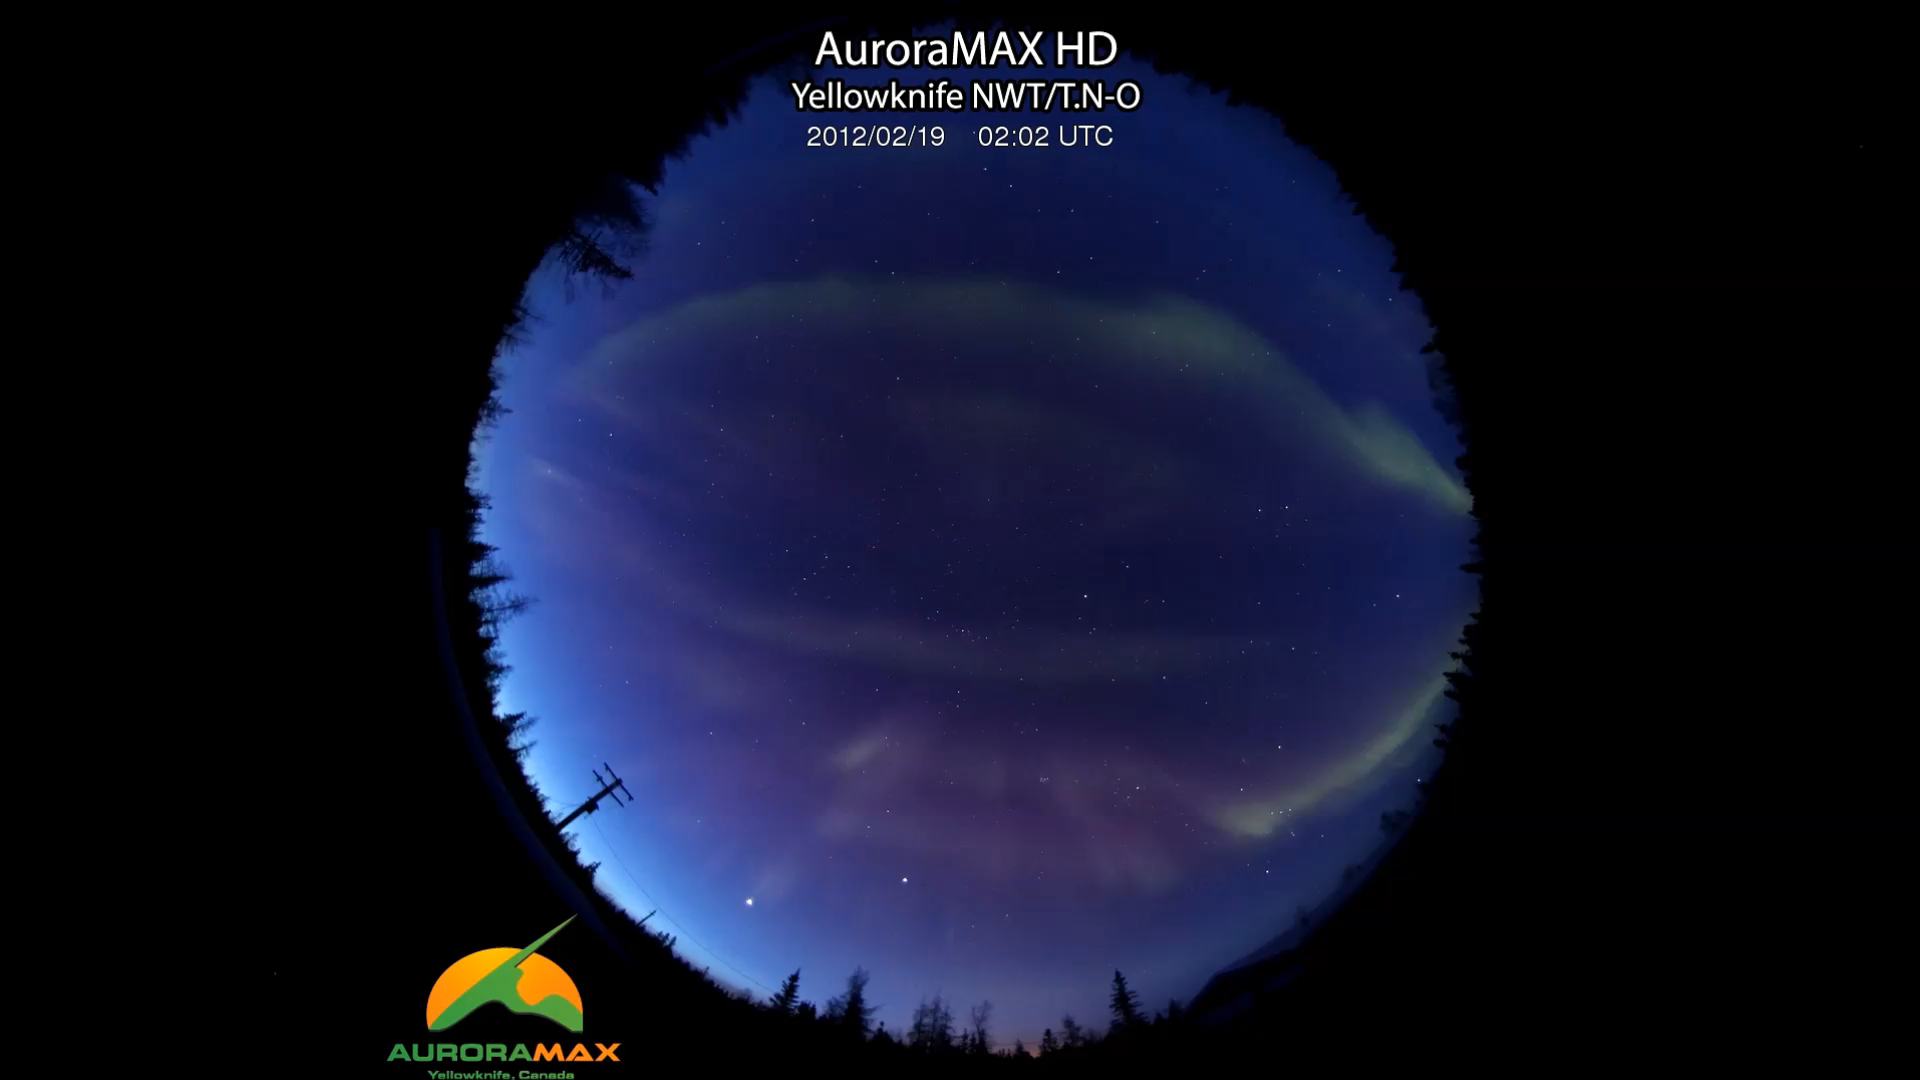 AuroraMAX HD
Yellowknife NWT/T.N-O
2012/02/19 02:02 UTC
AURORAMAX
Yellowknife, Canada